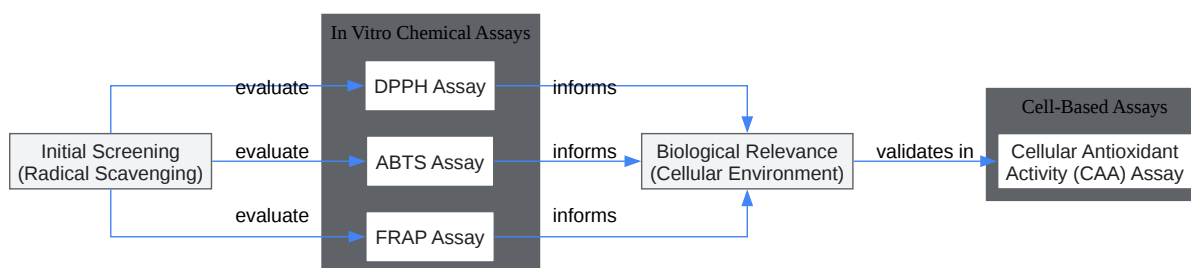 In Vitro Chemical Assays
evaluate
DPPH Assay
informs
Initial Screening
(Radical Scavenging)
evaluate
ABTS Assay
informs
Biological Relevance
(Cellular Environment)
validates in
Cell-Based Assays
Cellular Antioxidant
Activity (CAA) Assay
evaluate
FRAP Assay
informs